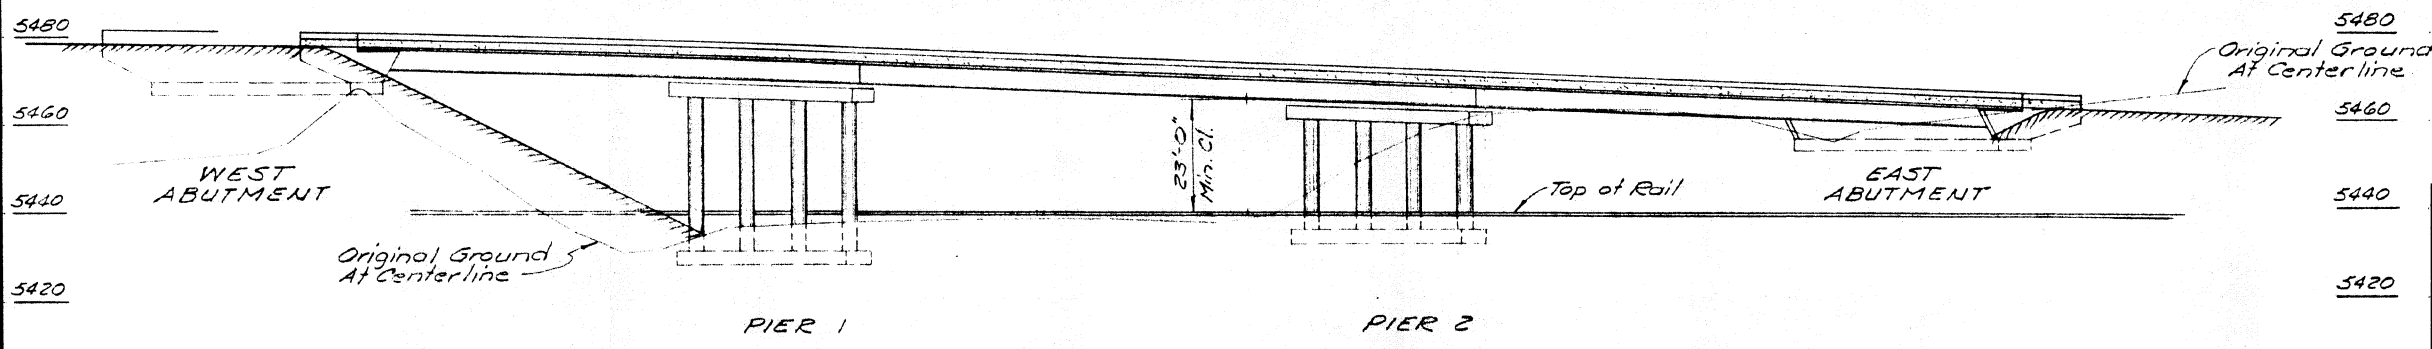 5480
5460
5440
5420
WEST
ABUTMENT
Original Ground
At Centerline
PIER 1
23'-0"
Min. Cl.
PIER 2
Top of Rail
EAST
ABUTMENT
5480
Original Ground
At Centerline
5460
5440
5420